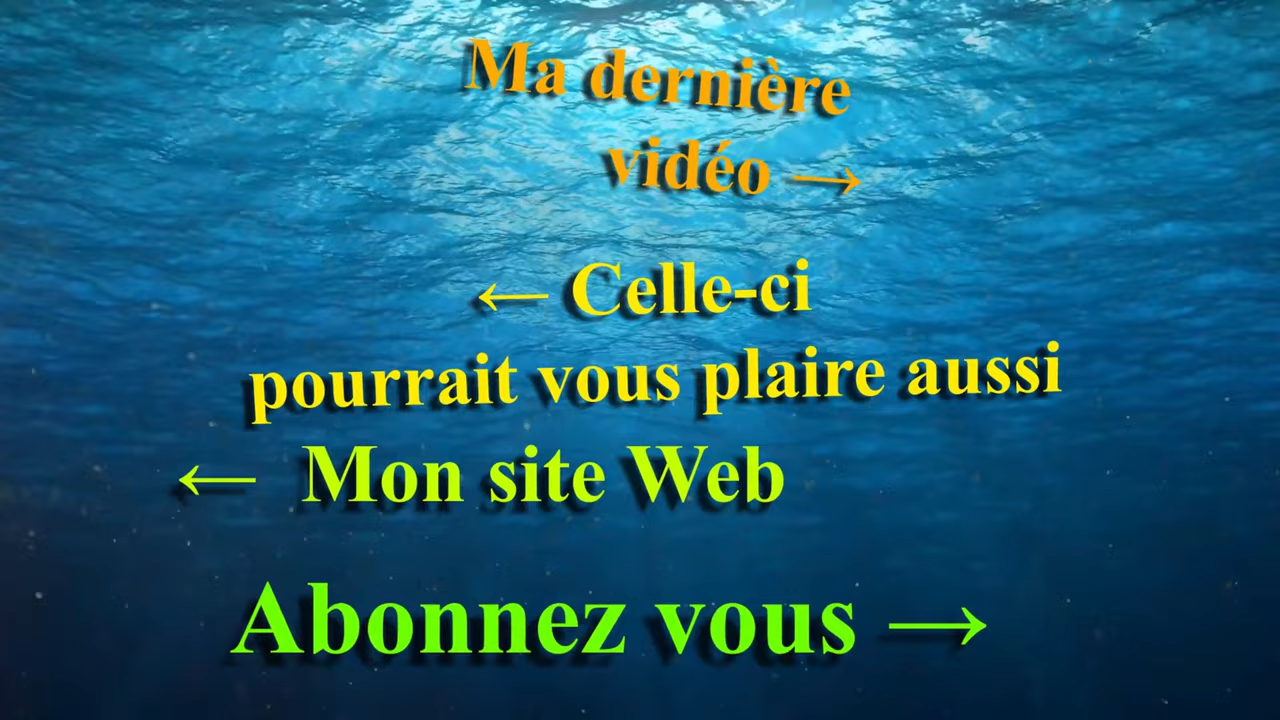 Ma dernière
vidéo →
← Celle-ci
pourrait vous plaire aussi
← Mon site Web
Abonnez vous →